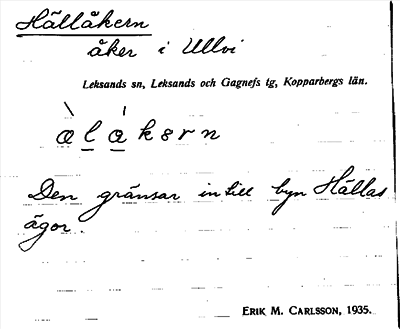 Hällåkern
åker i Ullvi
Leksands sn, Leksands och Gagnefs tg, Kopparbergs län.
Den gränsar intill byn Hällas
ägor.
ERIK M. CARLSSON, 1935.